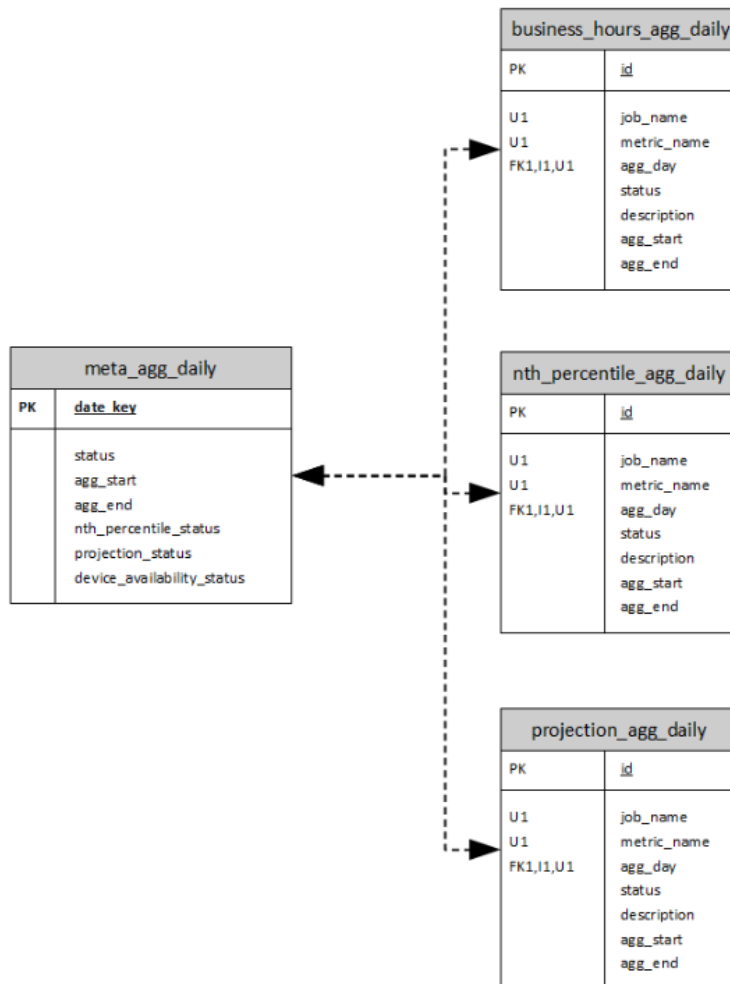 business_hours_agg_daily
PK id
U1 job_name
U1 metric_name
FK1,I1,U1 agg_day
status
description
agg_start
agg_end
meta_agg_daily
PK date_key
status
agg_start
agg_end
nth_percentile_status
projection_status
device_availability_status
nth_percentile_agg_daily
PK id
U1 job_name
U1 metric_name
FK1,I1,U1 agg_day
status
description
agg_start
agg_end
projection_agg_daily
PK id
U1 job_name
U1 metric_name
FK1,I1,U1 agg_day
status
description
agg_start
agg_end